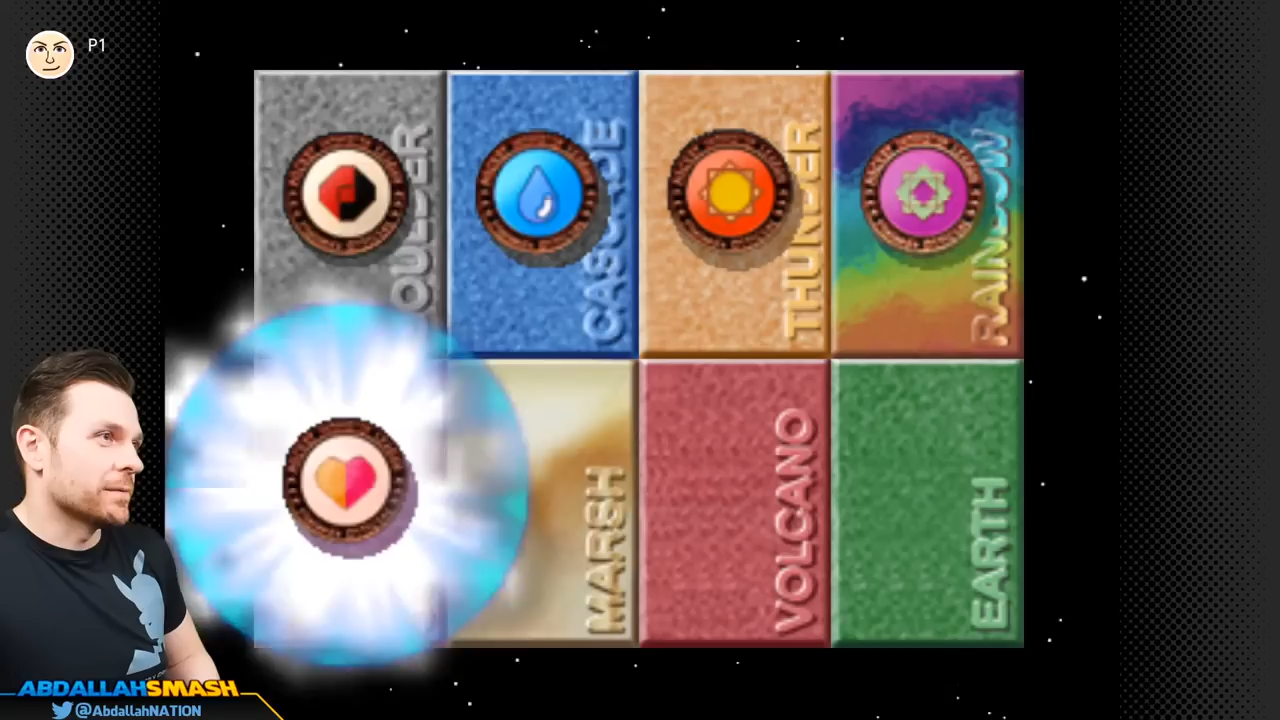 P1
CASCADE
THUNDER
RAINBOW
MARSH
VOLCANO
EARTH
ABDALLAHSMASH
@AbdallahNATION